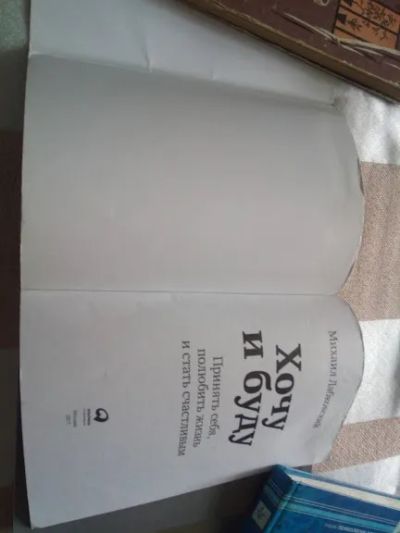 Михаил Лабковский
Хочу
и буду
Принять себя,
полюбить жизнь
и стать счастливым